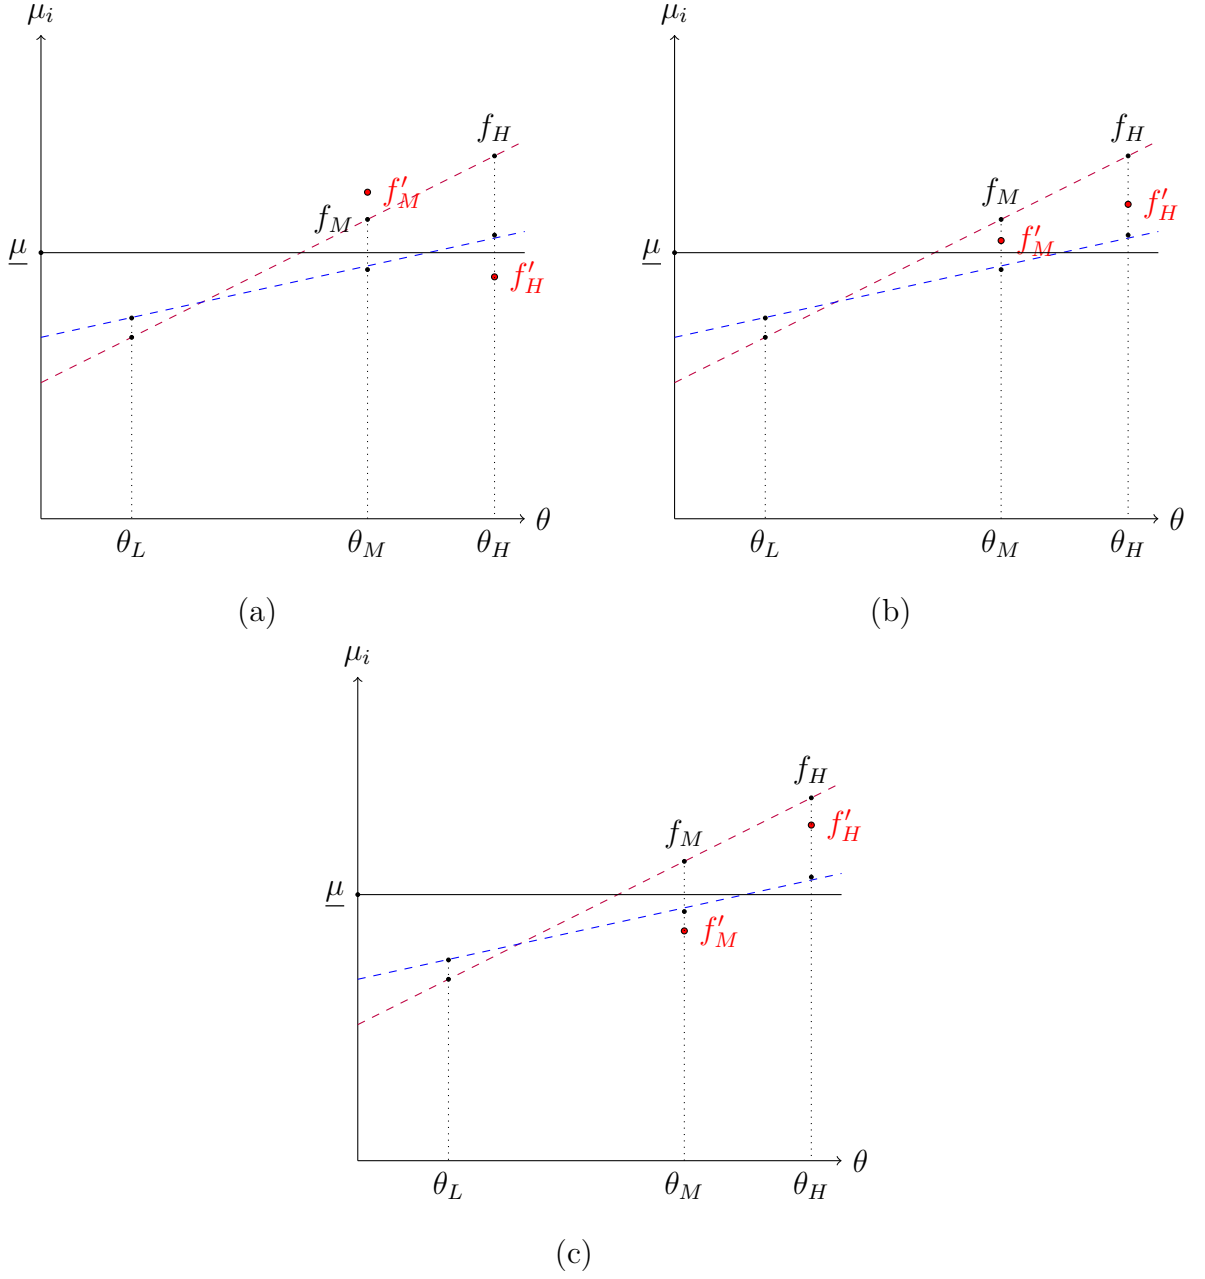 μ_i
f_H
f′_M
f_M
μ
f′_H
θ
θ_L
θ_M
θ_H
(a)
μ_i
f_H
f_M
f′_H
f′_M
μ
θ
θ_L
θ_M
θ_H
(b)
μ_i
f_H
f′_H
f_M
μ
f′_M
θ
θ_L
θ_M
θ_H
(c)